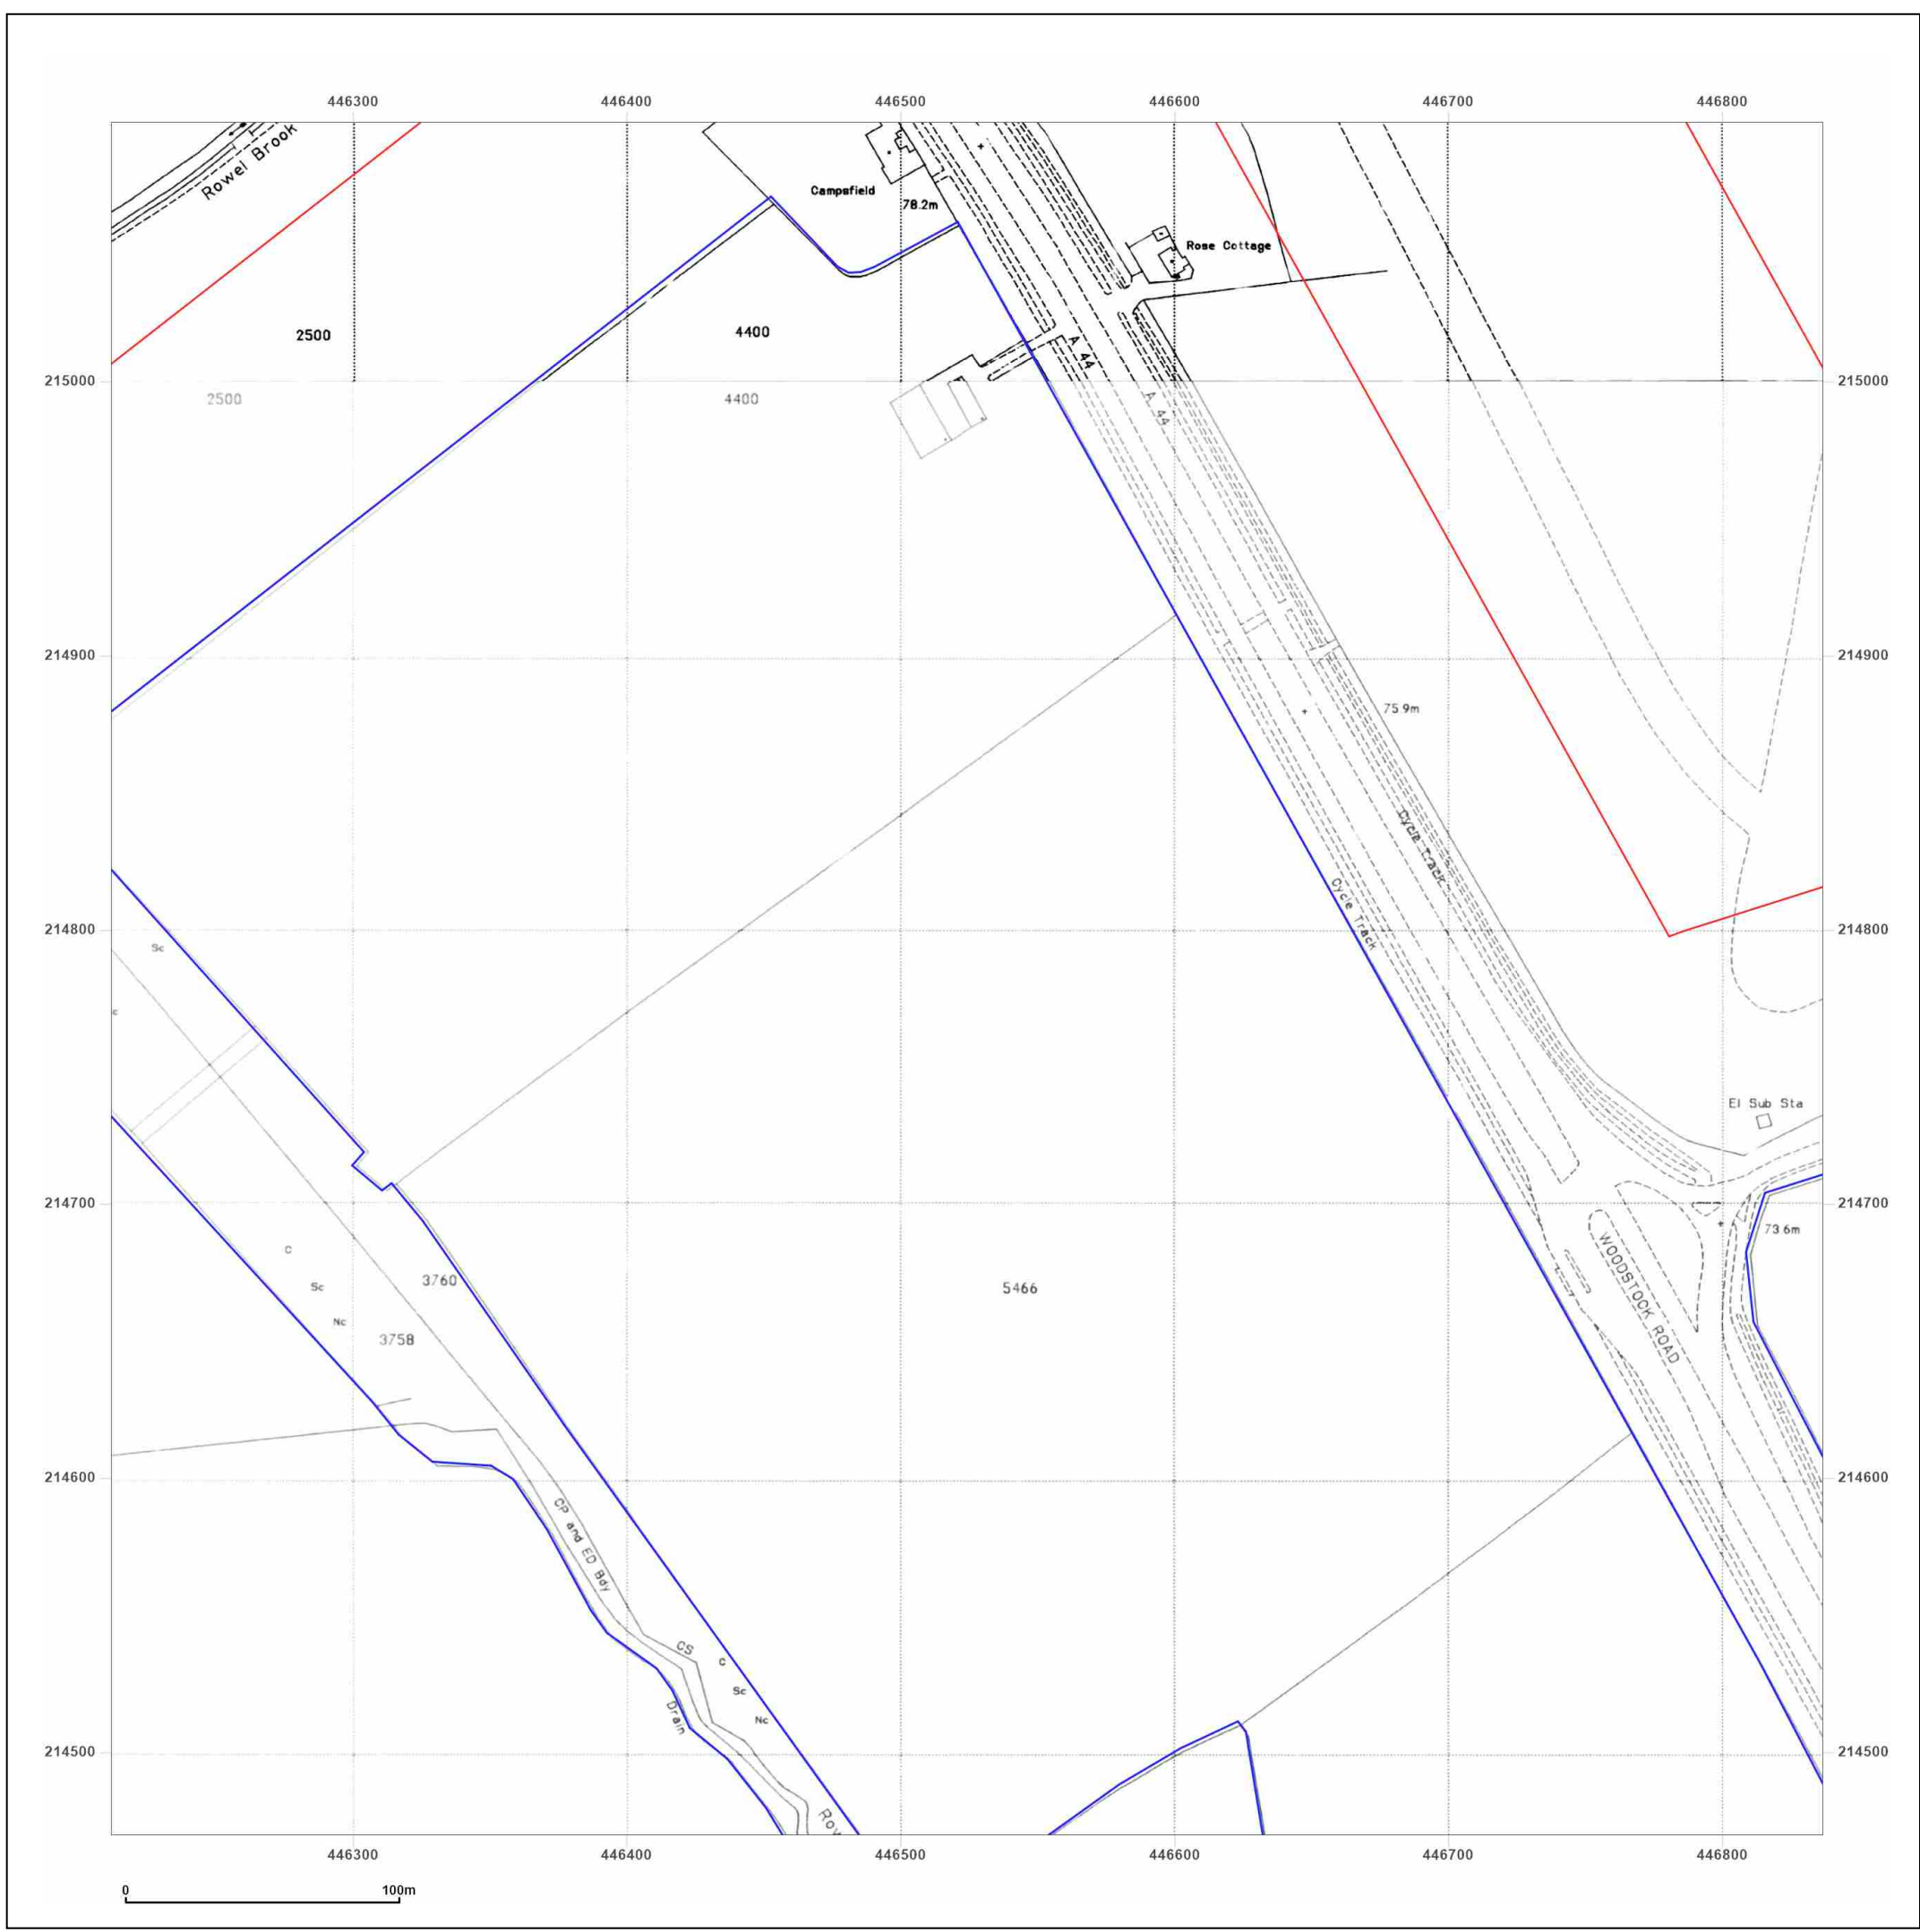 446300 446400 446500 446600 446700 446800
Rowel Brook
Campsfield
78.2m
Rose Cottage
2500
4400
A 44
215000
215000
2500
4400
A 44
214900
214900
75.9m
Cycle Track
Cycle Track
214800
214800
Sc
c
El Sub Sta
214700
214700
73.6m
WOODSTOCK ROAD
C
Sc
3760
5466
Nc
3758
214600
214600
CP and ED Bdy
CS
C
Sc
Nc
Drain
214500
214500
Row
446300 446400 446500 446600 446700 446800
0 100m